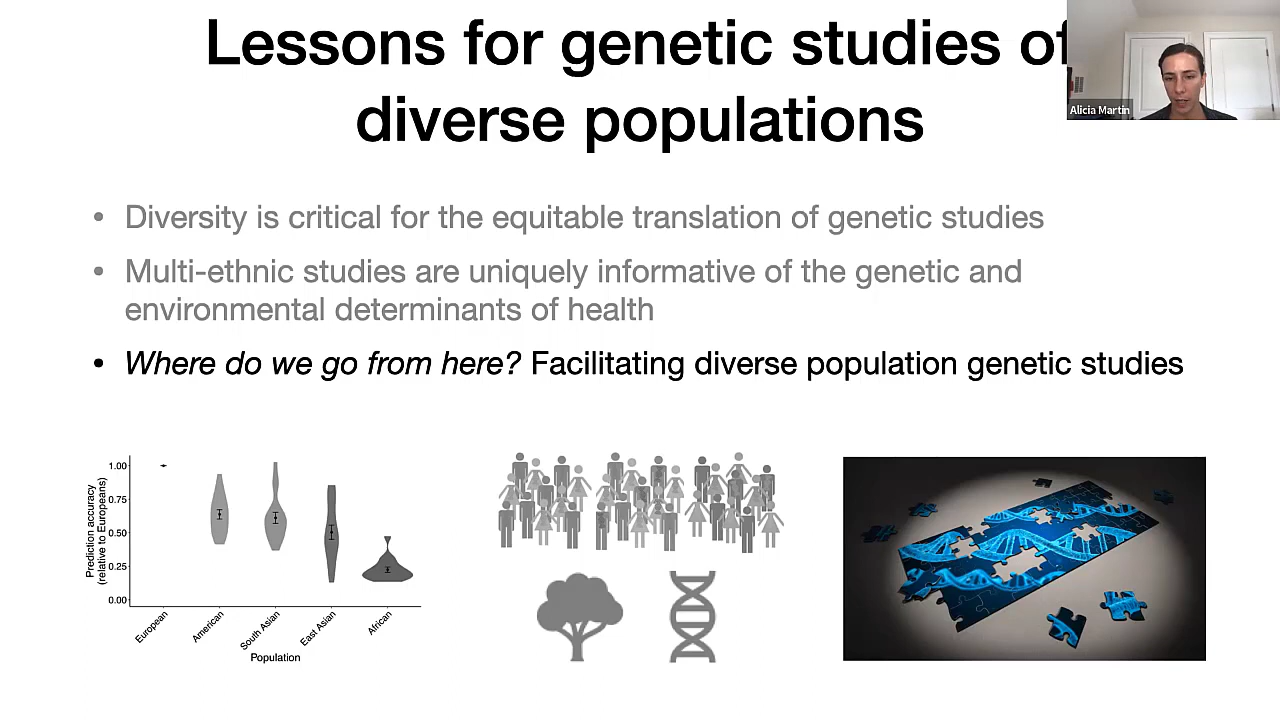 Lessons for genetic studies of
diverse populations
Alicia Martin
• Diversity is critical for the equitable translation of genetic studies
• Multi-ethnic studies are uniquely informative of the genetic and
environmental determinants of health
• Where do we go from here? Facilitating diverse population genetic studies
Prediction accuracy
(relative to Europeans)
1.00
0.75
0.50
0.25
0.00
European
American
South Asian
East Asian
African
Population